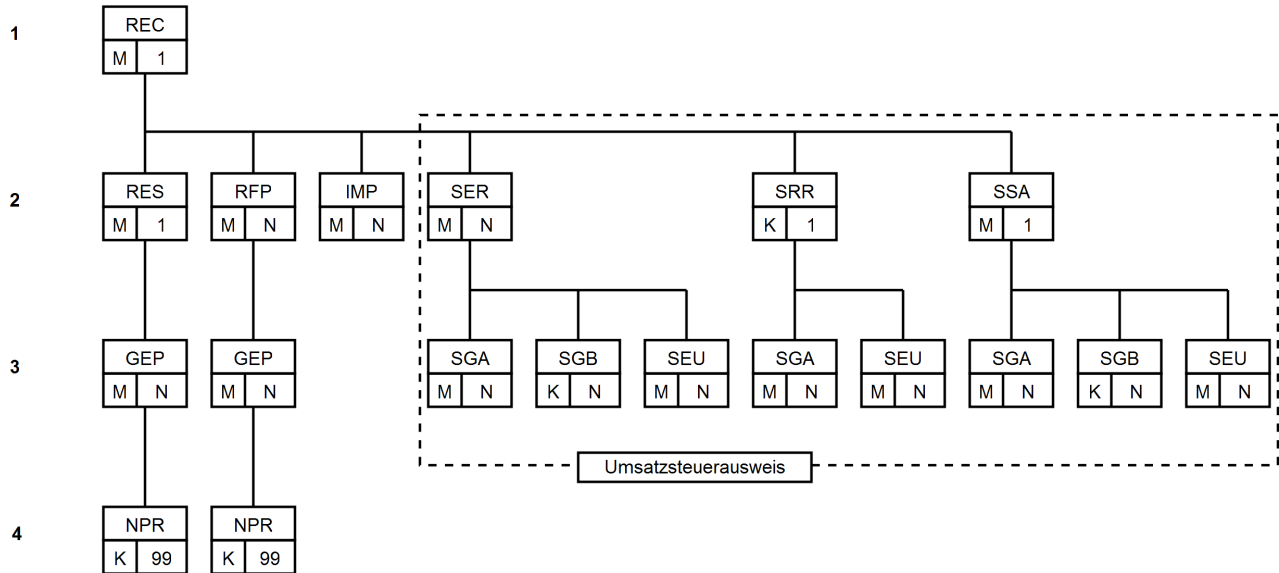 REC
1
M 1
RES RFP IMP SER SRR SSA
2
M 1 M N M N M N K 1 M 1
GEP GEP SGA SGB SEU SGA SEU SGA SGB SEU
3
M N M N M N K N M N M N M N M N K N M N
Umsatzsteuerausweis
NPR NPR
4
K 99 K 99